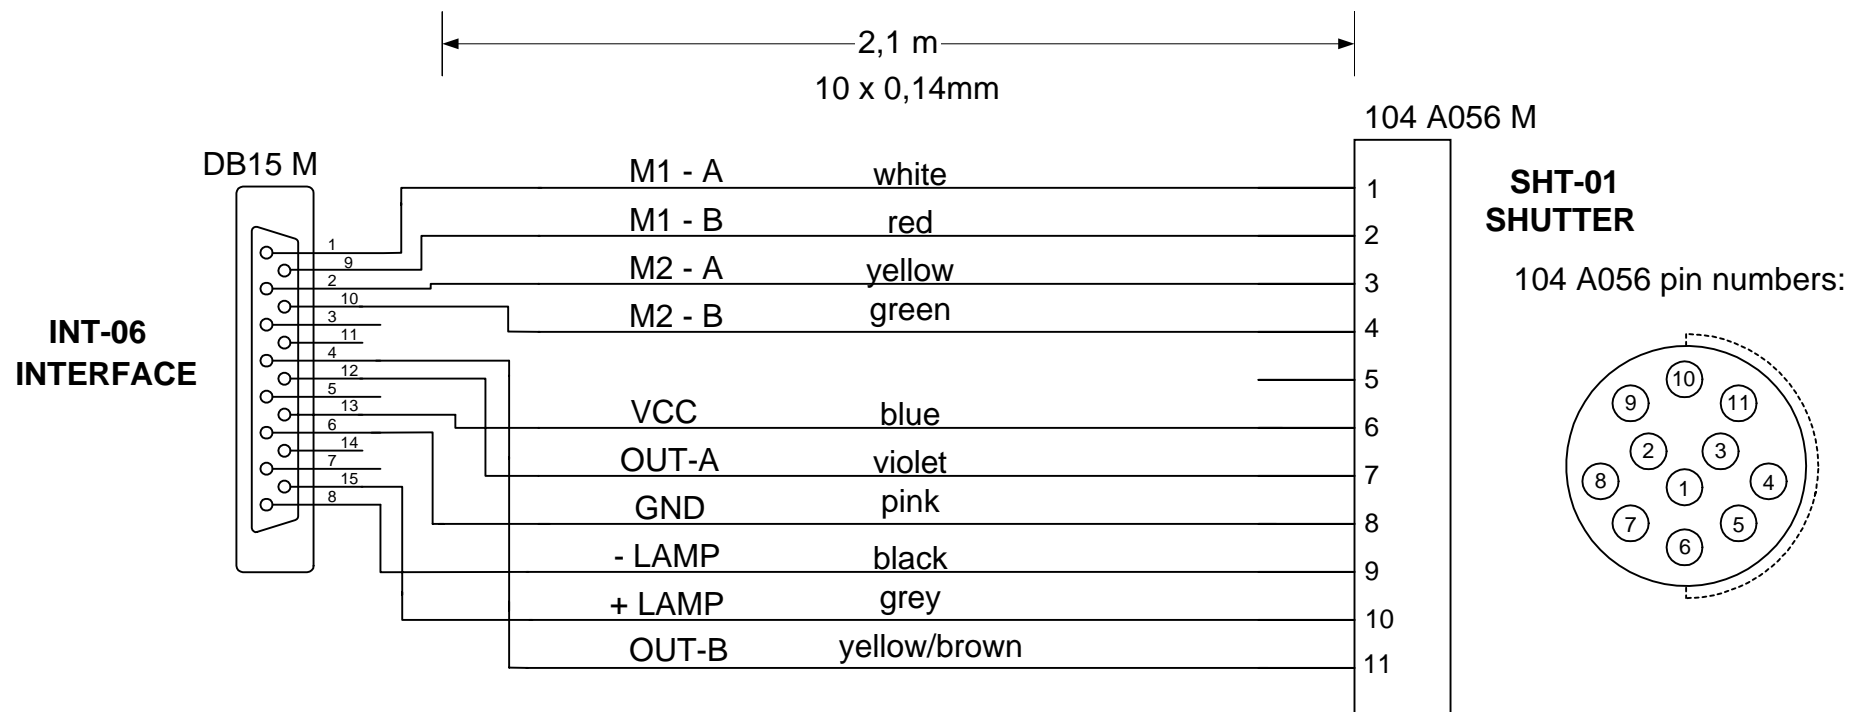 2,1 m
10 x 0,14mm
104 A056 M
DB15 M
M1 - A white 1
M1 - B red 2
M2 - A yellow 3
M2 - B green 4
5
VCC blue 6
OUT-A violet 7
GND pink 8
- LAMP black 9
+ LAMP grey 10
OUT-B yellow/brown 11
1
9
2
10
3
11
4
12
5
13
6
14
7
15
8
INT-06
INTERFACE
SHT-01
SHUTTER
104 A056 pin numbers:
10
9 11
2 3
8 1 4
7 5
6